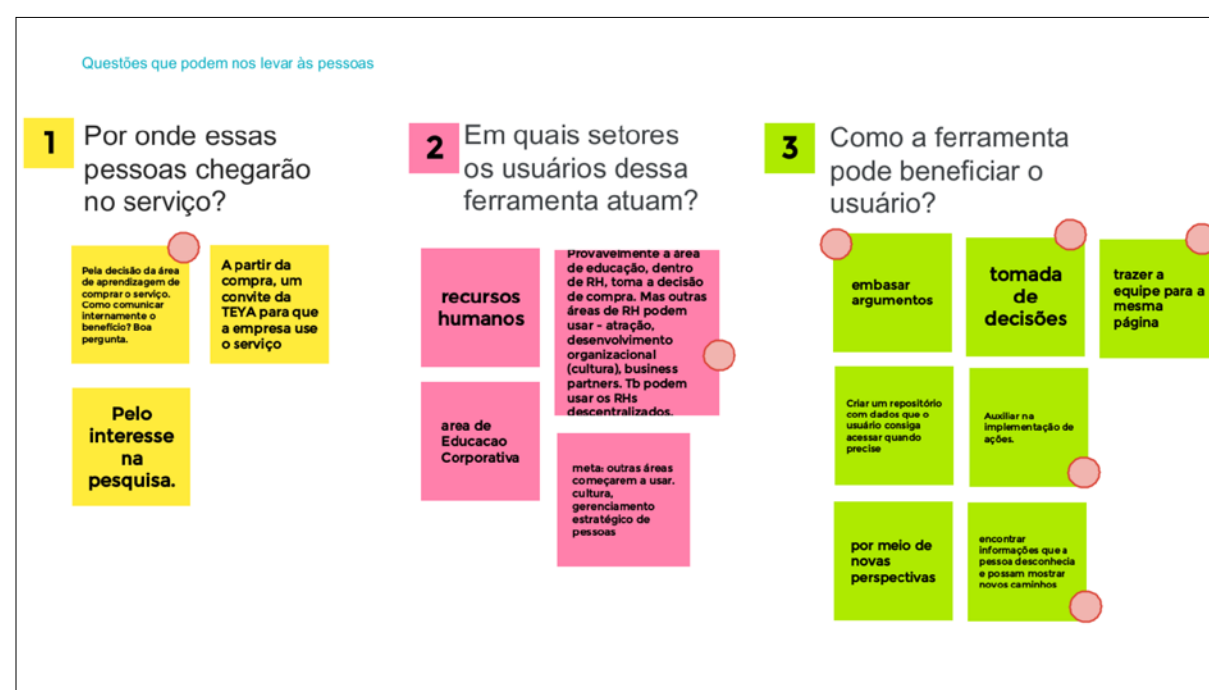 Questões que podem nos levar às pessoas
1
Por onde essas
pessoas chegarão
no serviço?
Pela decisão da área
de aprendizagem de
comprar o serviço.
Como comunicar
internamente o
benefício? Boa
pergunta.
A partir da
compra, um
convite da
TEYA para que
a empresa use
o serviço
Pelo
interesse
na
pesquisa.
2
Em quais setores
os usuários dessa
ferramenta atuam?
recursos
humanos
Provavelmente a área
de educação, dentro
de RH, toma a decisão
de compra. Mas outras
áreas de RH podem
usar - atração,
desenvolvimento
organizacional
(cultura), business
partners. Tb podem
usar os RHs
descentralizados.
area de
Educacao
Corporativa
meta: outras áreas
começarem a usar.
cultura,
gerenciamento
estratégico de
pessoas
3
Como a ferramenta
pode beneficiar o
usuário?
embasar
argumentos
tomada
de
decisões
trazer a
equipe para a
mesma
página
Criar um repositório
com dados que o
usuário consiga
acessar quando
precise
Auxiliar na
implementação de
ações.
por meio de
novas
perspectivas
encontrar
informações que a
pessoa desconhecia
e possam mostrar
novos caminhos